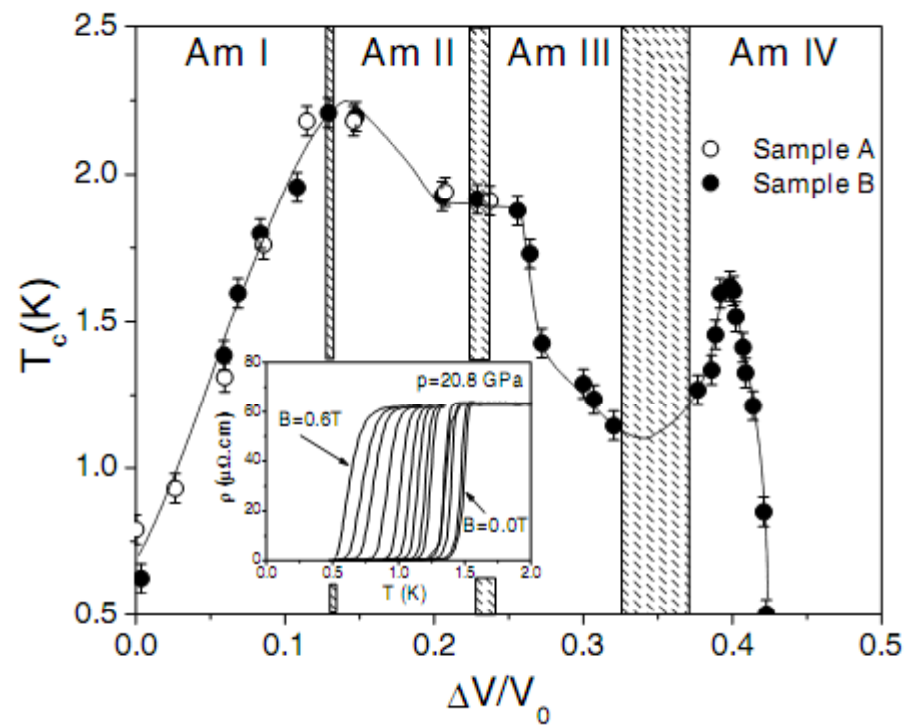 2.5
Am I
Am II
Am III
Am IV
Sample A
Sample B
2.0
T_c(K)
1.5
80
p=20.8 GPa
60
B=0.6T
ρ (μΩ.cm)
40
1.0
20
B=0.0T
0
0.0
0.5
1.0
1.5
2.0
T (K)
0.5
0.0
0.1
0.2
0.3
0.4
0.5
ΔV/V₀